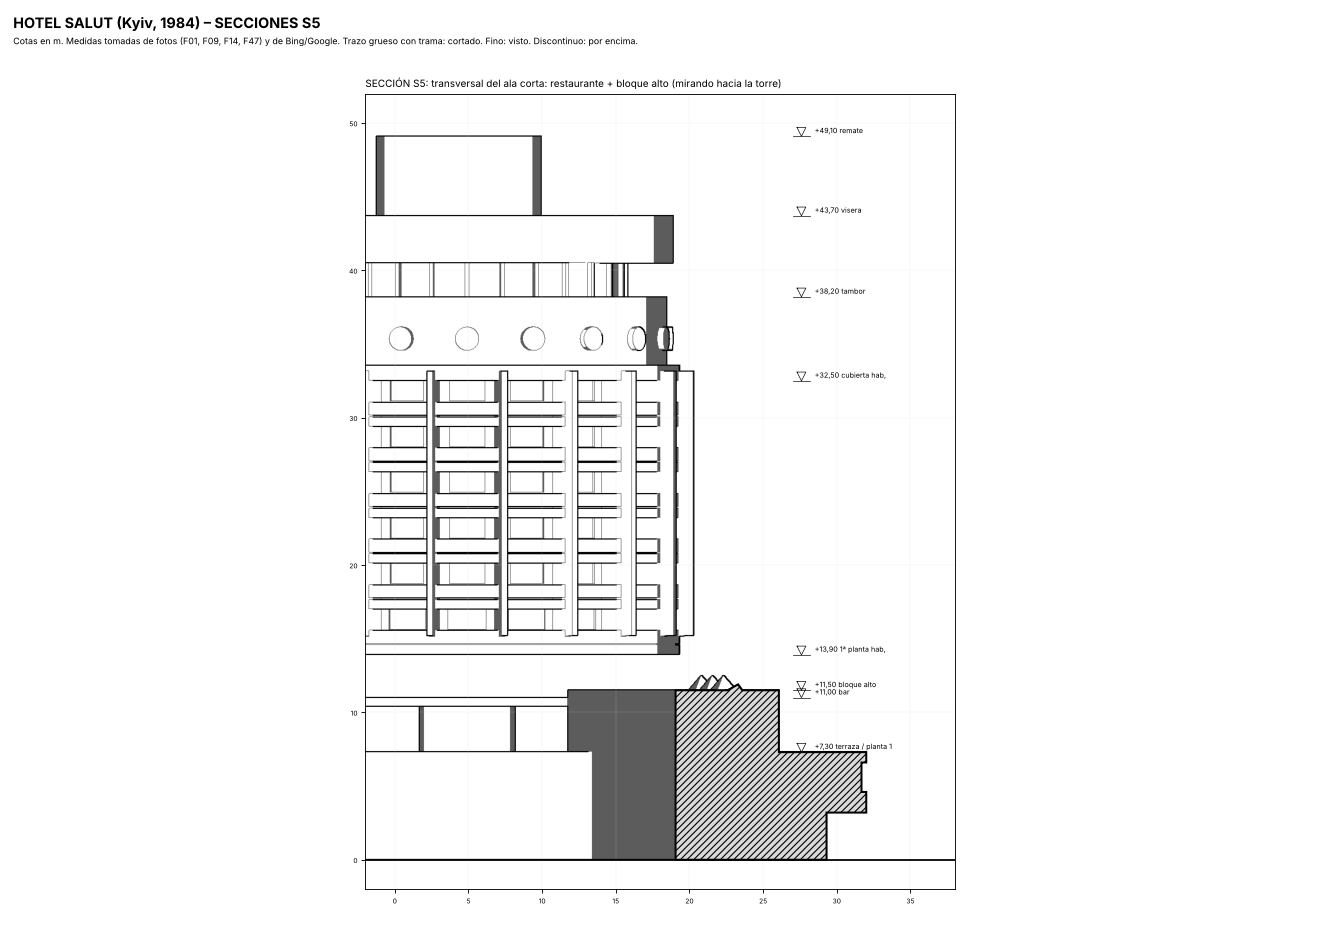 HOTEL SALUT (Kyiv, 1984) – SECCIONES S5
Cotas en m. Medidas tomadas de fotos (F01, F09, F14, F47) y de Bing/Google. Trazo grueso con trama: cortado. Fino: visto. Discontinuo: por encima.
SECCIÓN S5: transversal del ala corta: restaurante + bloque alto (mirando hacia la torre)
50
+49,10 remate
+43,70 visera
40
+38,20 tambor
+32,50 cubierta hab,
30
20
+13,90 1ª planta hab,
+11,50 bloque alto
+11,00 bar
10
+7,30 terraza / planta 1
0
0 5 10 15 20 25 30 35